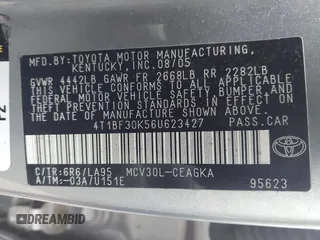 MFD.BY:TOYOTA MOTOR MANUFACTURING,
KENTUCKY,INC.08/05
GVWR 4442LB GAWR FR 2668LB RR 2282LB
THIS VEHICLE CONFORMS TO ALL APPLICABLE
FEDERAL MOTOR VEHICLE SAFETY, BUMPER, AND
THEFT PREVENTION STANDARDS IN EFFECT ON THE
DATE OF MANUFACTURE SHOWN ABOVE.
4T1BF30K56U623427 PASS.CAR
TOYOTA
C/TR:6R6/LA95 MCV30L-CEAGKA
A/TM:-03A/U151E 95623
DREAMBID